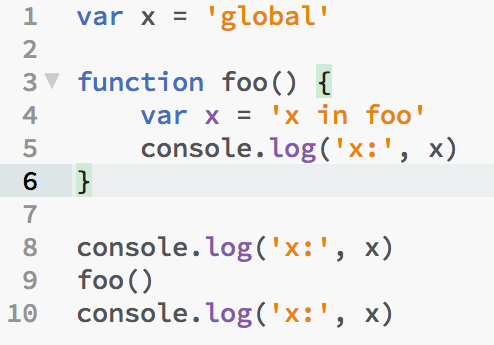 1 var x = 'global'
2
3 function foo() {
4     var x = 'x in foo'
5     console.log('x:', x)
6 }
7
8 console.log('x:', x)
9 foo()
10 console.log('x:', x)